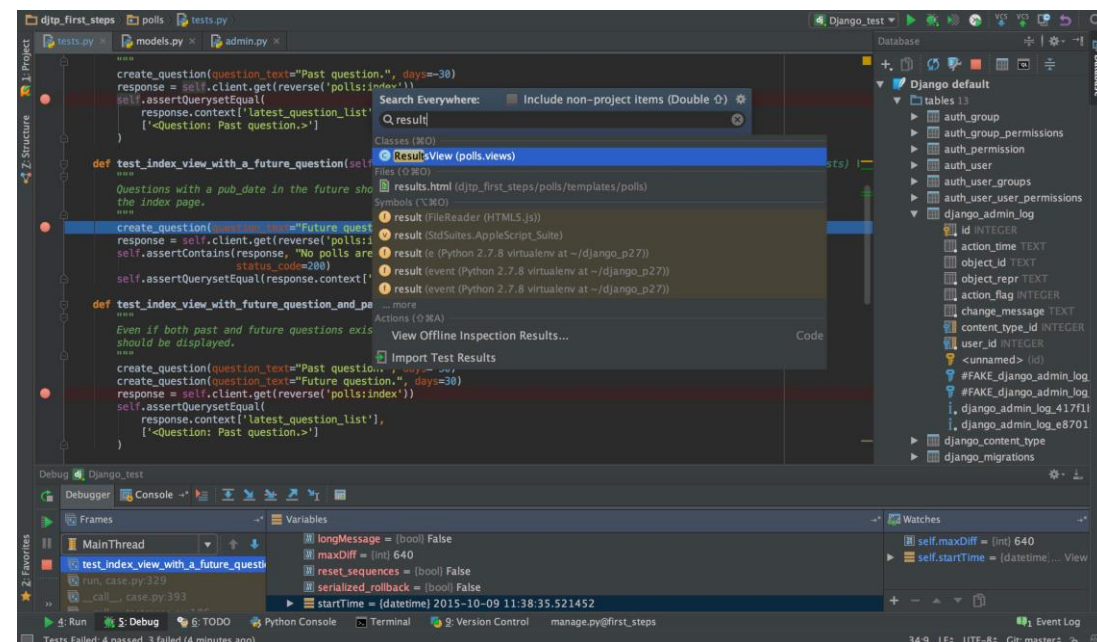 djtp_first_steps polls tests.py
Django_test
tests.py models.py admin.py
1: Project
Z: Structure
2: Favorites
"""
create_question(question_text="Past question.", days=-30)
response = self.client.get(reverse('polls:index'))
self.assertQuerysetEqual(
response.context['latest_question_list'
['<Question: Past question.>']
)
def test_index_view_with_a_future_question(self
"""
Questions with a pub_date in the future sho
the index page.
"""
create_question(question_text="Future quest
response = self.client.get(reverse('polls:i
self.assertContains(response, "No polls are
status_code=200)
self.assertQuerysetEqual(response.context['
def test_index_view_with_future_question_and_pa
"""
Even if both past and future questions exis
should be displayed.
"""
create_question(question_text="Past question.", days=-30)
create_question(question_text="Future question.", days=30)
response = self.client.get(reverse('polls:index'))
self.assertQuerysetEqual(
response.context['latest_question_list'],
['<Question: Past question.>']
)
Search Everywhere: Include non-project items (Double ⇧)
result
Classes (⌘O)
ResultsView (polls.views)
Files (⇧⌘O)
results.html (djtp_first_steps/polls/templates/polls)
Symbols (⌥⌘O)
result (FileReader (HTML5.js))
result (StdSuites.AppleScript_Suite)
result (e (Python 2.7.8 virtualenv at ~/django_p27))
result (event (Python 2.7.8 virtualenv at ~/django_p27))
result (event (Python 2.7.8 virtualenv at ~/django_p27))
... more
Actions (⇧⌘A)
View Offline Inspection Results... Code
Import Test Results
Database
Django default
tables 13
auth_group
auth_group_permissions
auth_permission
auth_user
auth_user_groups
auth_user_user_permissions
django_admin_log
id INTEGER
action_time TEXT
object_id TEXT
object_repr TEXT
action_flag INTEGER
change_message TEXT
content_type_id INTEGER
user_id INTEGER
<unnamed> (id)
#FAKE_django_admin_log_
#FAKE_django_admin_log_
django_admin_log_417f1
django_admin_log_e8701
django_content_type
django_migrations
Debug Django_test
Debugger Console
Frames
MainThread
test_index_view_with_a_future_questi
run, case.py:329
__call__, case.py:393
Variables
longMessage = {bool} False
maxDiff = {int} 640
reset_sequences = {bool} False
serialized_rollback = {bool} False
startTime = {datetime} 2015-10-09 11:38:35.521452
Watches
self.maxDiff = {int} 640
self.startTime = {datetime} ... View
4: Run 5: Debug 6: TODO Python Console Terminal 9: Version Control manage.py@first_steps 1 Event Log
Tests Failed: 4 passed, 3 failed (4 minutes ago) 34:9 LF÷ UTF-8÷ Git: master÷